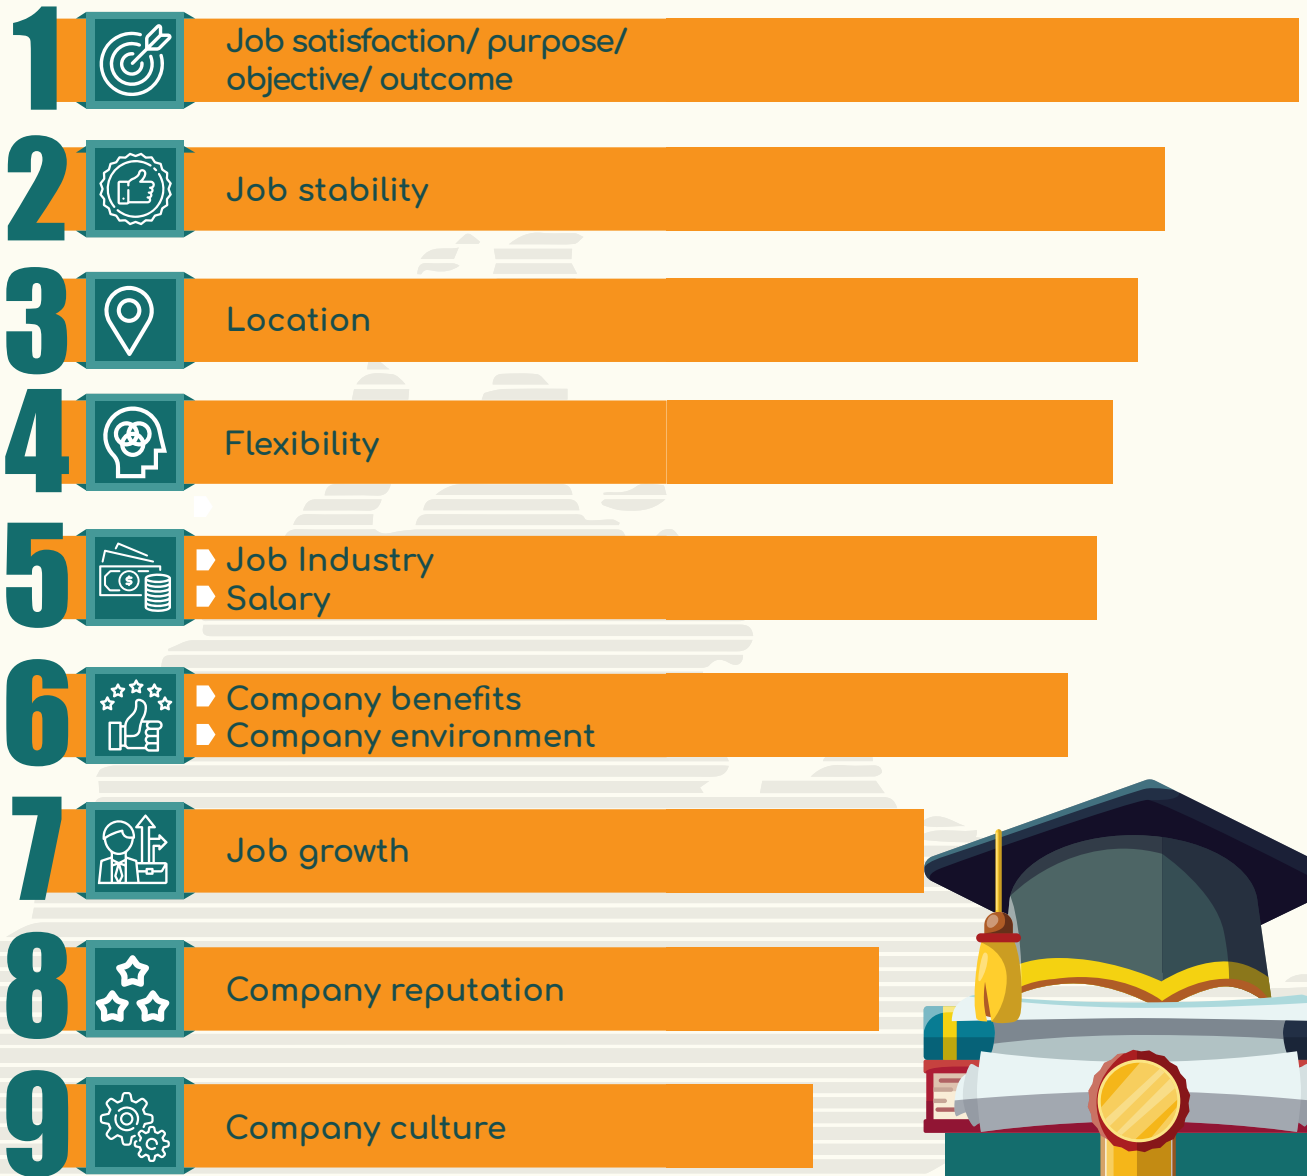 1
Job satisfaction/ purpose/
objective/ outcome
2
Job stability
3
Location
4
Flexibility
5
Job Industry
Salary
6
Company benefits
Company environment
7
Job growth
8
Company reputation
9
Company culture